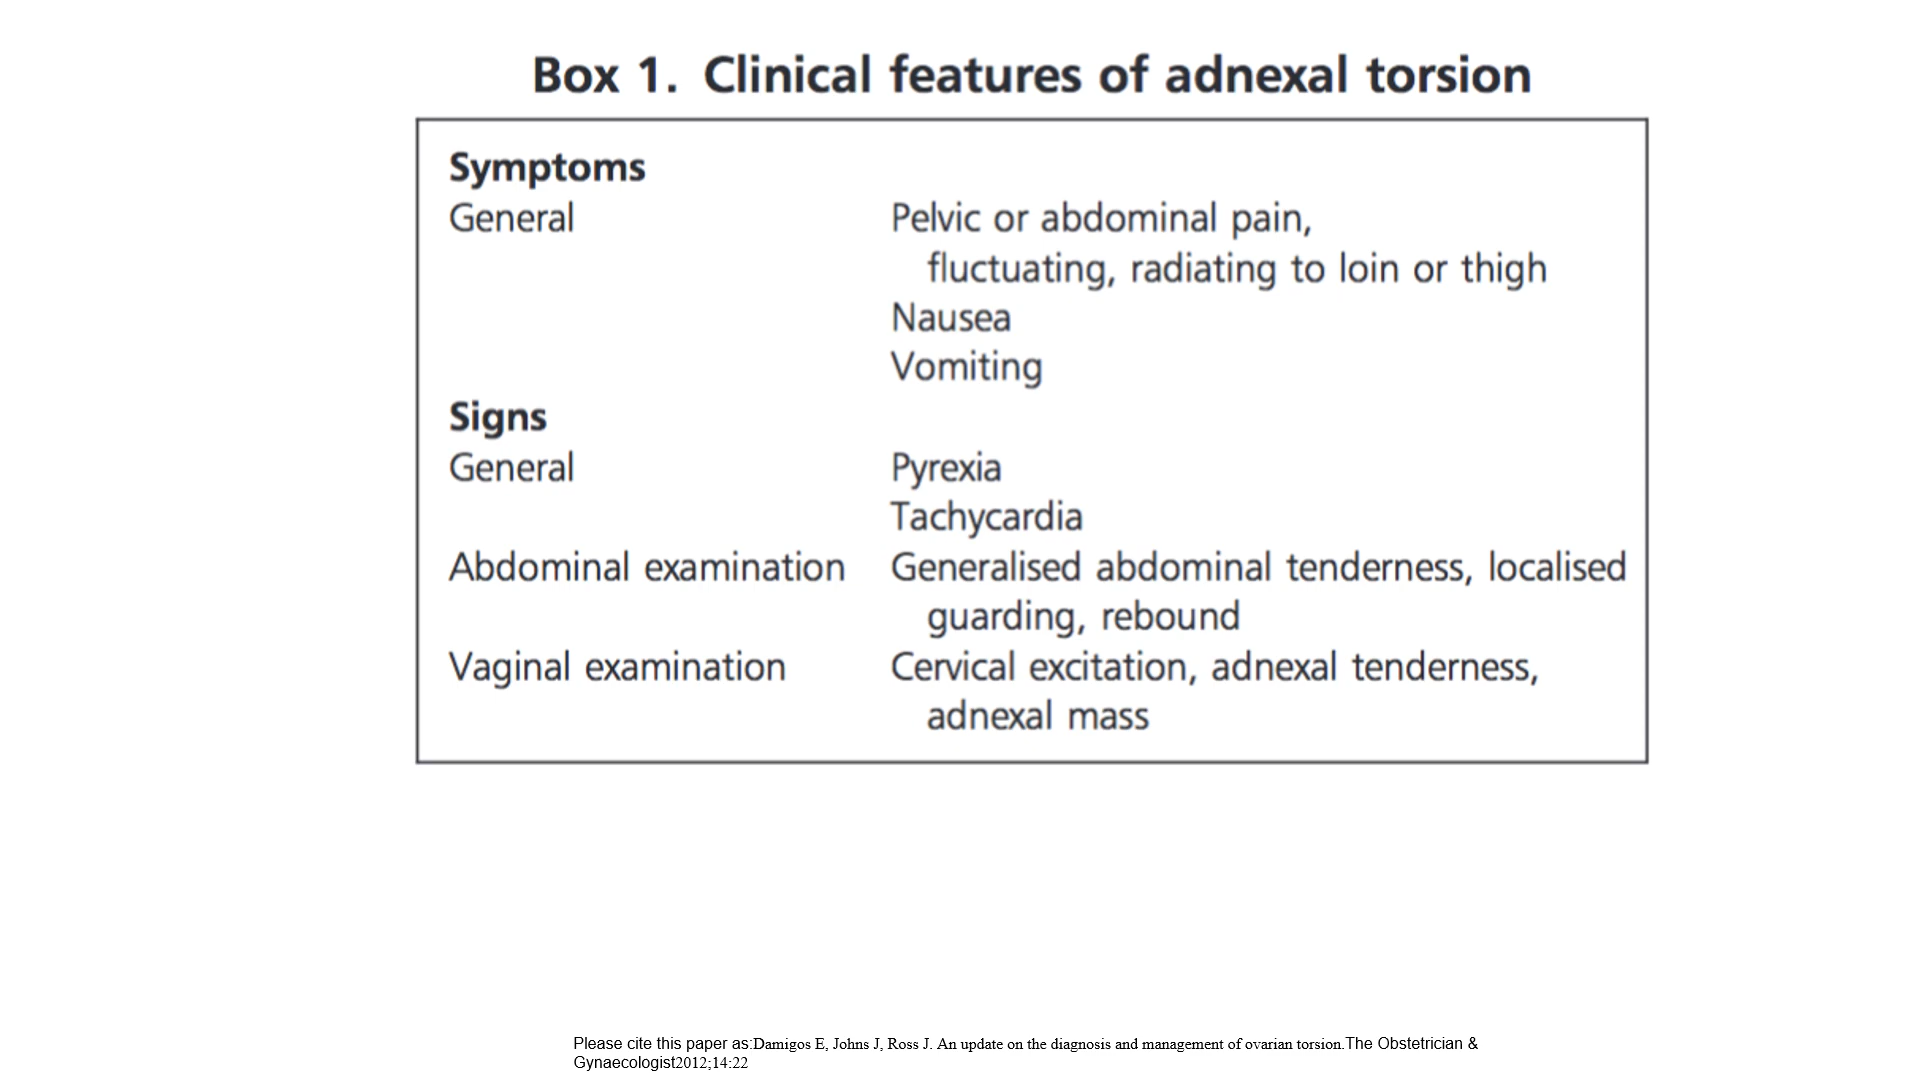 Box 1. Clinical features of adnexal torsion
Symptoms
General Pelvic or abdominal pain,
fluctuating, radiating to loin or thigh
Nausea
Vomiting
Signs
General Pyrexia
Tachycardia
Abdominal examination Generalised abdominal tenderness, localised
guarding, rebound
Vaginal examination Cervical excitation, adnexal tenderness,
adnexal mass
Please cite this paper as:Damigos E, Johns J, Ross J. An update on the diagnosis and management of ovarian torsion.The Obstetrician &
Gynaecologist2012;14:22